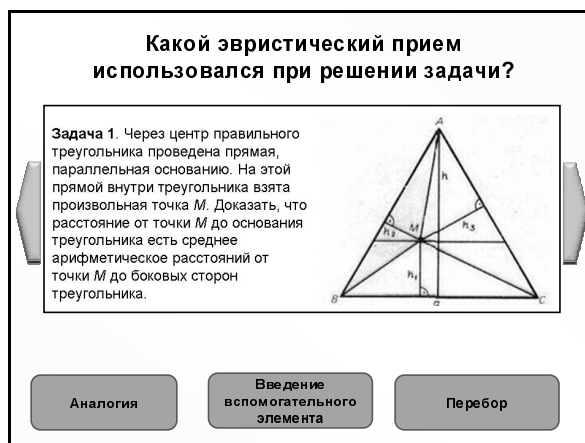 Какой эвристический прием
использовался при решении задачи?
Задача 1. Через центр правильного
треугольника проведена прямая,
параллельная основанию. На этой
прямой внутри треугольника взята
произвольная точка М. Доказать, что
расстояние от точки М до основания
треугольника есть среднее
арифметическое расстояний от
точки М до боковых сторон
треугольника.
A
h
M
h₂
h₃
h₁
B
a
C
Аналогия
Введение
вспомогательного
элемента
Перебор